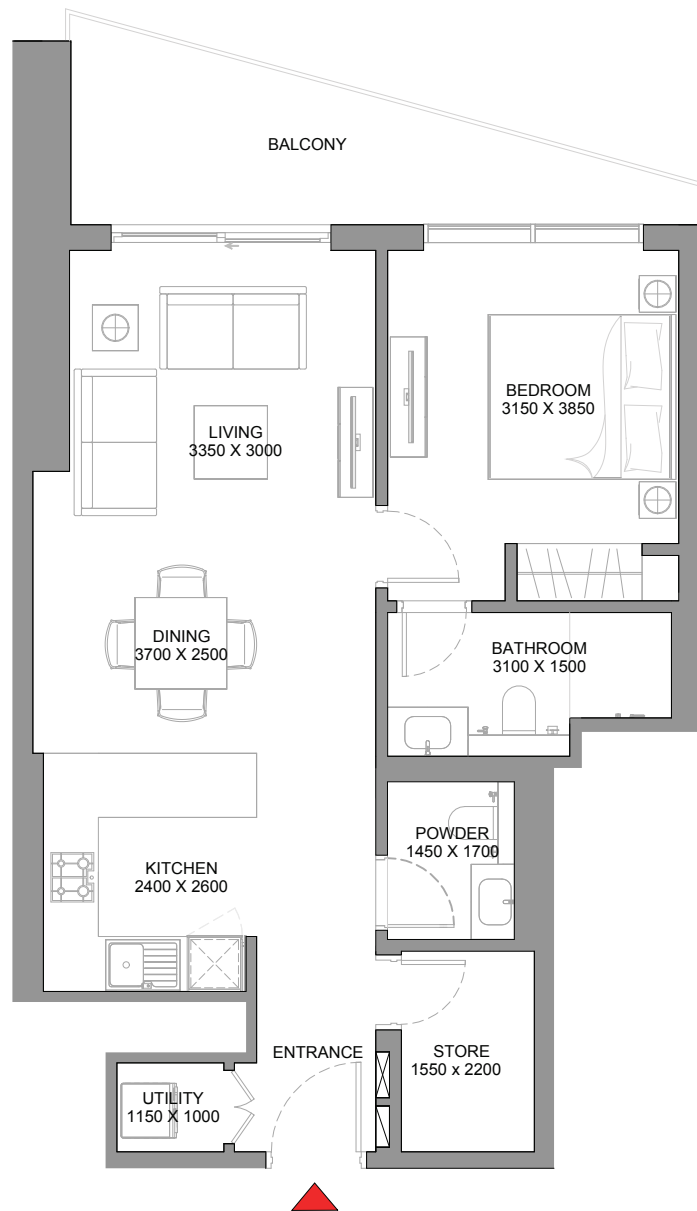 BALCONY
BEDROOM
3150 X 3850
LIVING
3350 X 3000
DINING
3700 X 2500
BATHROOM
3100 X 1500
POWDER
1450 X 1700
KITCHEN
2400 X 2600
ENTRANCE
STORE
1550 x 2200
UTILITY
1150 X 1000